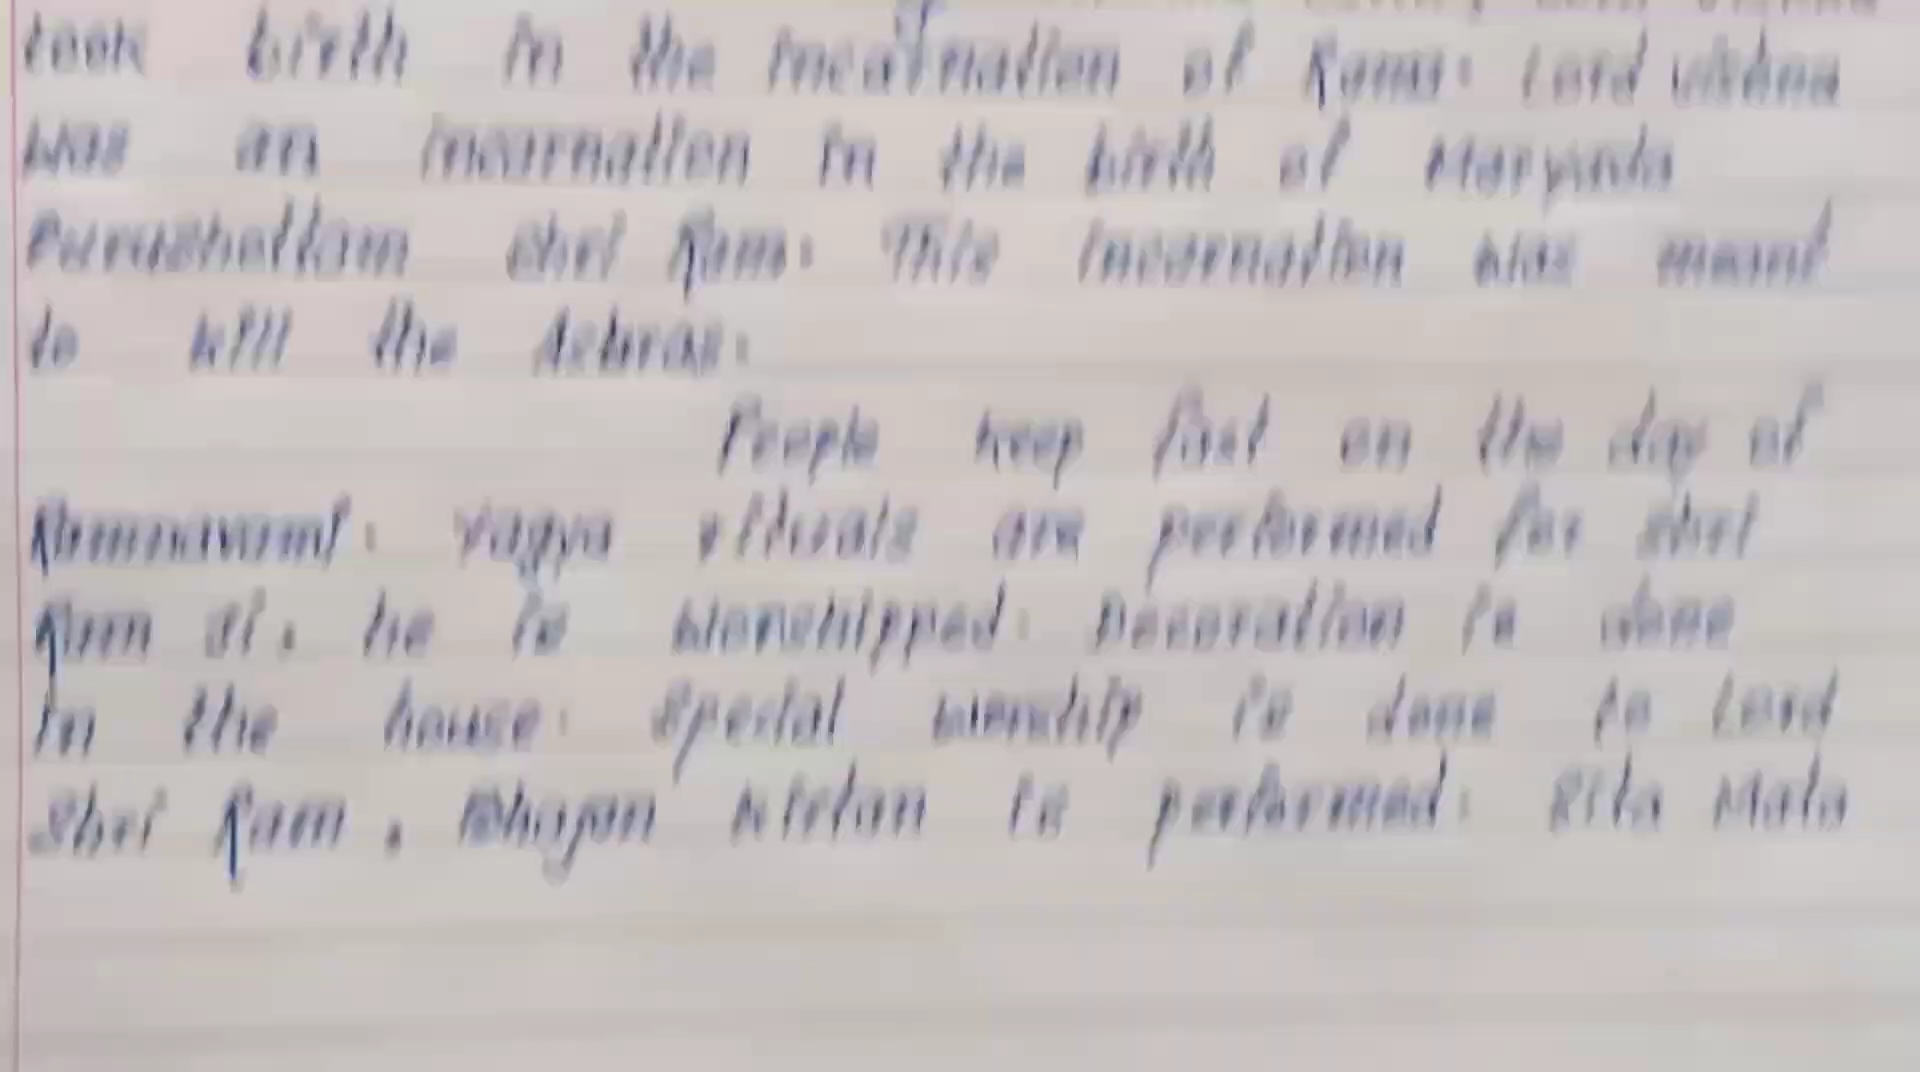 took birth in the incarnation of Rama. Lord vishnu
was an incarnation in the birth of Maryada
Purushottam Shri Ram. This incarnation was meant
to kill the
People keep fast on the day of
Ramnavami. Yagya rituals are performed for Shri
Ram Ji, he is worshipped. Decoration is done
in the house. Special worship is done to Lord
Shri Ram, Bhajan kirtan is performed. Sita Mata